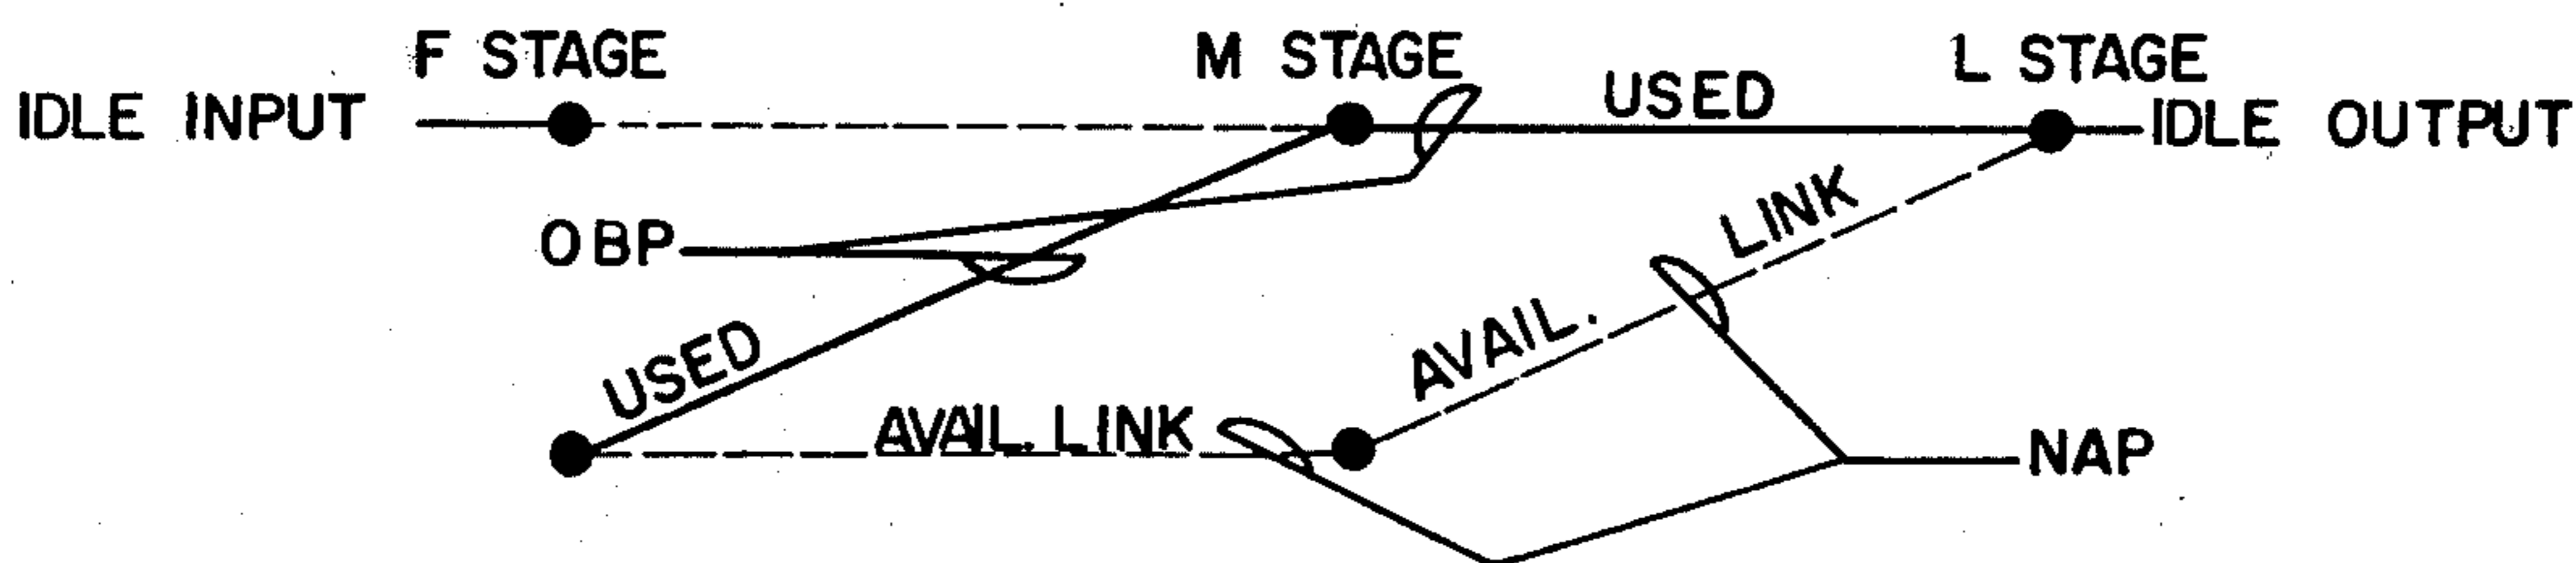 F STAGE
M STAGE
L STAGE
IDLE INPUT
USED
IDLE OUTPUT
OBP
AVAIL. LINK
USED
AVAIL. LINK
NAP